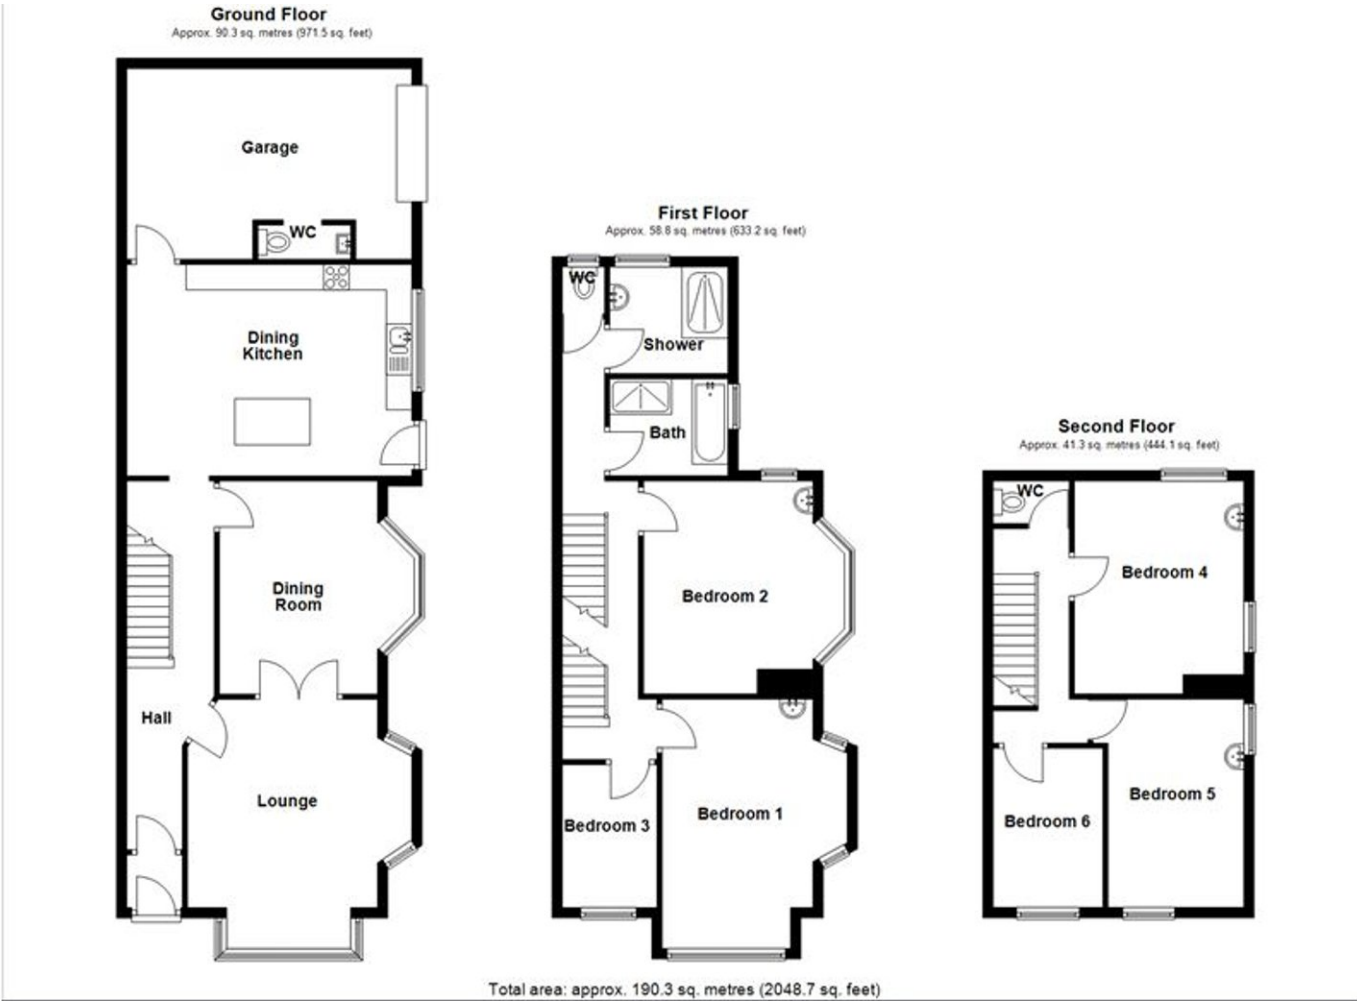 Ground Floor
Approx. 90.3 sq. metres (971.5 sq. feet)
Garage
WC
Dining
Kitchen
Dining
Room
Hall
Lounge
First Floor
Approx. 58.8 sq. metres (633.2 sq. feet)
WC
Shower
Bath
Bedroom 2
Bedroom 1
Bedroom 3
Second Floor
Approx. 41.3 sq. metres (444.1 sq. feet)
WC
Bedroom 4
Bedroom 5
Bedroom 6
Total area: approx. 190.3 sq. metres (2048.7 sq. feet)